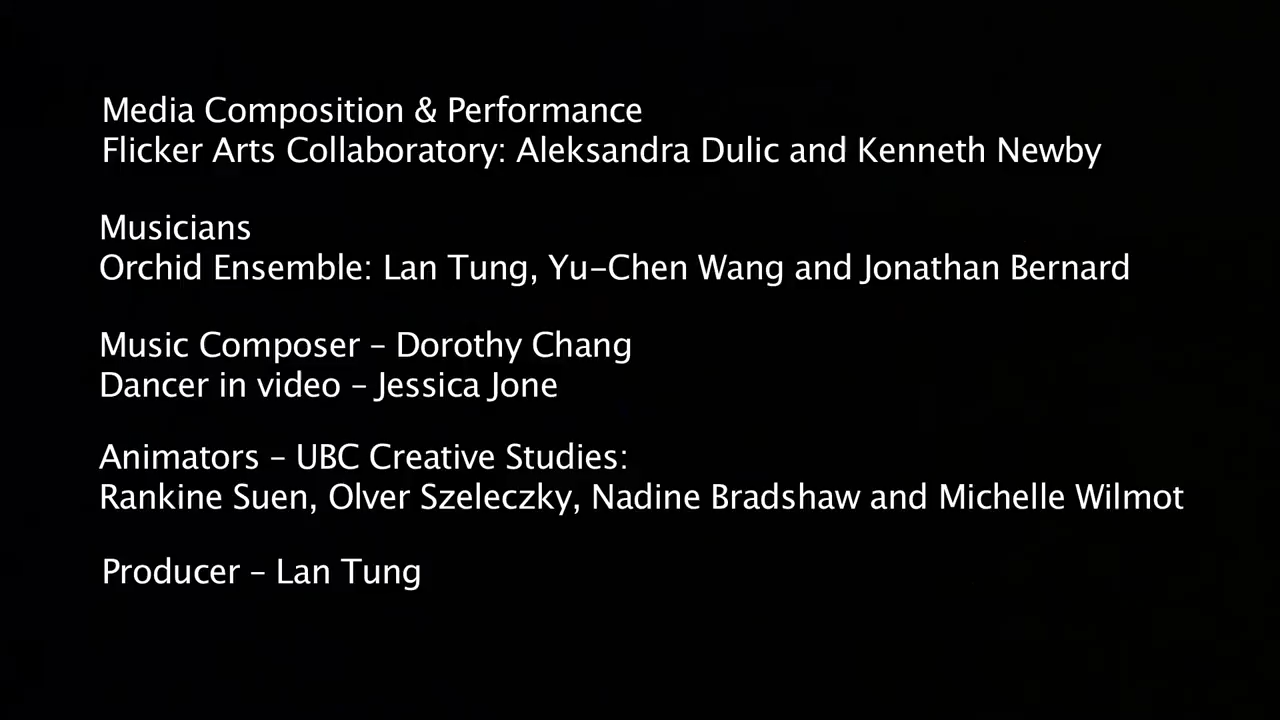 Media Composition & Performance
Flicker Arts Collaboratory: Aleksandra Dulic and Kenneth Newby
Musicians
Orchid Ensemble: Lan Tung, Yu-Chen Wang and Jonathan Bernard
Music Composer – Dorothy Chang
Dancer in video – Jessica Jone
Animators – UBC Creative Studies:
Rankine Suen, Olver Szeleczky, Nadine Bradshaw and Michelle Wilmot
Producer – Lan Tung